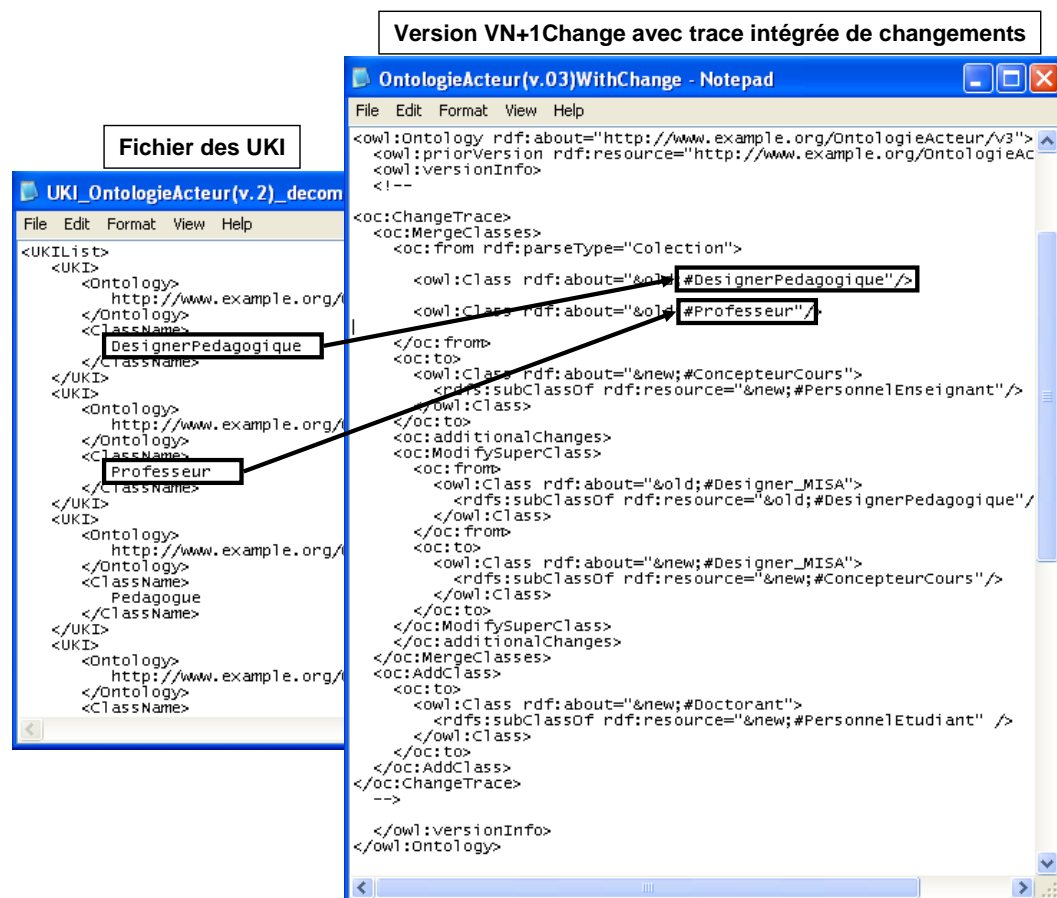 Version VN+1Change avec trace intégrée de changements
Fichier des UKI
UKI_OntologieActeur(v.2)_decom
File Edit Format View Help
<UKIList>
<UKI>
<Ontology>
http://www.example.org/
</Ontology>
<ClassName>
DesignerPedagogique
</ClassName>
</UKI>
<UKI>
<Ontology>
http://www.example.org/
</Ontology>
<ClassName>
Professeur
</ClassName>
</UKI>
<UKI>
<Ontology>
http://www.example.org/
</Ontology>
<ClassName>
Pedagogue
</ClassName>
</UKI>
<UKI>
<Ontology>
http://www.example.org/
</Ontology>
<ClassName>
OntologieActeur(v.03)WithChange - Notepad
File Edit Format View Help
<owl:Ontology rdf:about="http://www.example.org/OntologieActeur/v3">
<owl:priorVersion rdf:resource="http://www.example.org/OntologieAc
<owl:versionInfo>
<!--
<oc:ChangeTrace>
<oc:MergeClasses>
<oc:from rdf:parseType="Colection">
<owl:Class rdf:about="&old;#DesignerPedagogique"/>
<owl:Class rdf:about="&old;#Professeur"/>
</oc:from>
<oc:to>
<owl:Class rdf:about="&new;#ConcepteurCours">
<rdfs:subClassOf rdf:resource="&new;#PersonnelEnseignant"/>
</owl:Class>
</oc:to>
<oc:additionalChanges>
<oc:ModifySuperClass>
<oc:from>
<owl:Class rdf:about="&old;#Designer_MISA">
<rdfs:subClassOf rdf:resource="&old;#DesignerPedagogique"/
</owl:Class>
</oc:from>
<oc:to>
<owl:Class rdf:about="&new;#Designer_MISA">
<rdfs:subClassOf rdf:resource="&new;#ConcepteurCours"/>
</owl:Class>
</oc:to>
</oc:ModifySuperClass>
</oc:additionalChanges>
</oc:MergeClasses>
<oc:AddClass>
<oc:to>
<owl:Class rdf:about="&new;#Doctorant">
<rdfs:subClassOf rdf:resource="&new;#PersonnelEtudiant" />
</owl:Class>
</oc:to>
</oc:AddClass>
</oc:ChangeTrace>
-->
</owl:versionInfo>
</owl:Ontology>